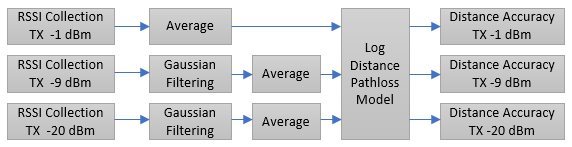 RSSI Collection
TX  -1 dBm
Average
Log
Distance
Pathloss
Model
Distance Accuracy
TX -1 dBm
RSSI Collection
TX  -9 dBm
Gaussian
Filtering
Average
Distance Accuracy
TX -9 dBm
RSSI Collection
TX  -20 dBm
Gaussian
Filtering
Average
Distance Accuracy
TX -20 dBm